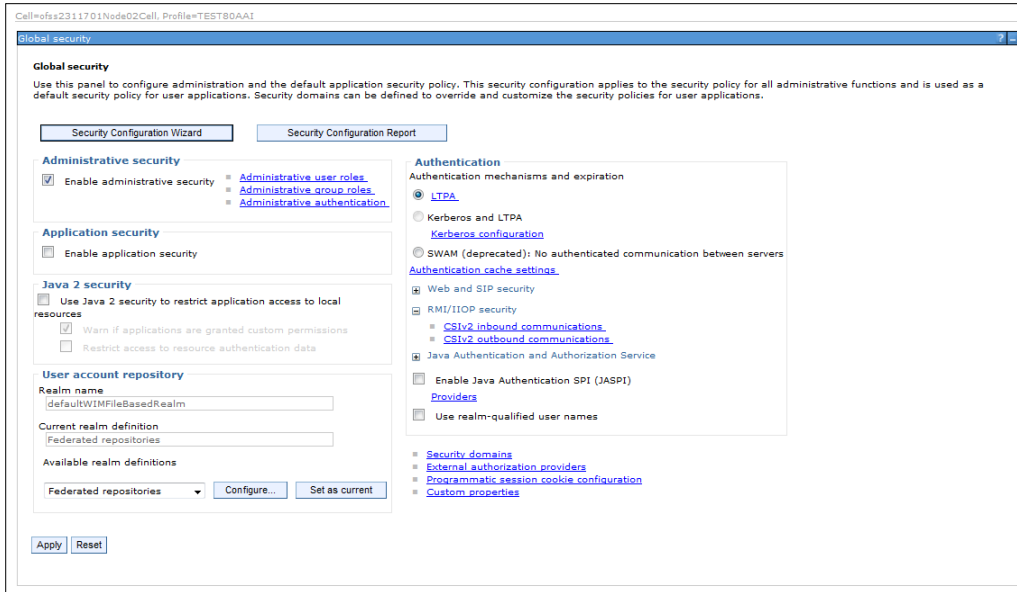 Cell=ofss2311701Node02Cell, Profile=TEST80AAI
Global security
? -
Global security
Use this panel to configure administration and the default application security policy. This security configuration applies to the security policy for all administrative functions and is used as a
default security policy for user applications. Security domains can be defined to override and customize the security policies for user applications.
Security Configuration Wizard
Security Configuration Report
Administrative security
Enable administrative security
Administrative user roles
Administrative group roles
Administrative authentication
Application security
Enable application security
Java 2 security
Use Java 2 security to restrict application access to local
resources
Warn if applications are granted custom permissions
Restrict access to resource authentication data
User account repository
Realm name
defaultWIMFileBasedRealm
Current realm definition
Federated repositories
Available realm definitions
Federated repositories
Configure...
Set as current
Authentication
Authentication mechanisms and expiration
LTPA
Kerberos and LTPA
Kerberos configuration
SWAM (deprecated): No authenticated communication between servers
Authentication cache settings
Web and SIP security
RMI/IIOP security
CSIv2 inbound communications
CSIv2 outbound communications
Java Authentication and Authorization Service
Enable Java Authentication SPI (JASPI)
Providers
Use realm-qualified user names
Security domains
External authorization providers
Programmatic session cookie configuration
Custom properties
Apply
Reset